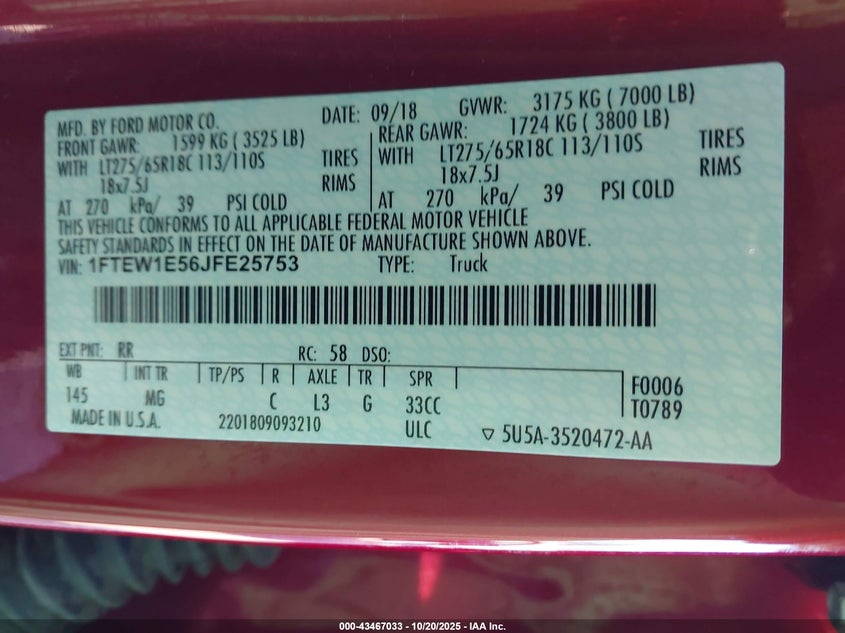 MFD. BY FORD MOTOR CO. DATE: 09/18 GVWR: 3175 KG ( 7000 LB)
FRONT GAWR: 1599 KG ( 3525 LB) REAR GAWR: 1724 KG ( 3800 LB)
WITH LT275/65R18C 113/110S TIRES WITH LT275/65R18C 113/110S TIRES
18x7.5J RIMS 18x7.5J RIMS
AT 270 kPa/ 39 PSI COLD AT 270 kPa/ 39 PSI COLD
THIS VEHICLE CONFORMS TO ALL APPLICABLE FEDERAL MOTOR VEHICLE
SAFETY STANDARDS IN EFFECT ON THE DATE OF MANUFACTURE SHOWN ABOVE.
VIN: 1FTEW1E56JFE25753 TYPE: Truck
EXT PNT: RR RC: 58 DSO:
WB INT TR TP/PS R AXLE TR SPR F0006
145 MG C L3 G 33CC T0789
MADE IN U.S.A. 2201809093210 ULC ▽ 5U5A-3520472-AA
000-43467033 - 10/20/2025 - IAA Inc.